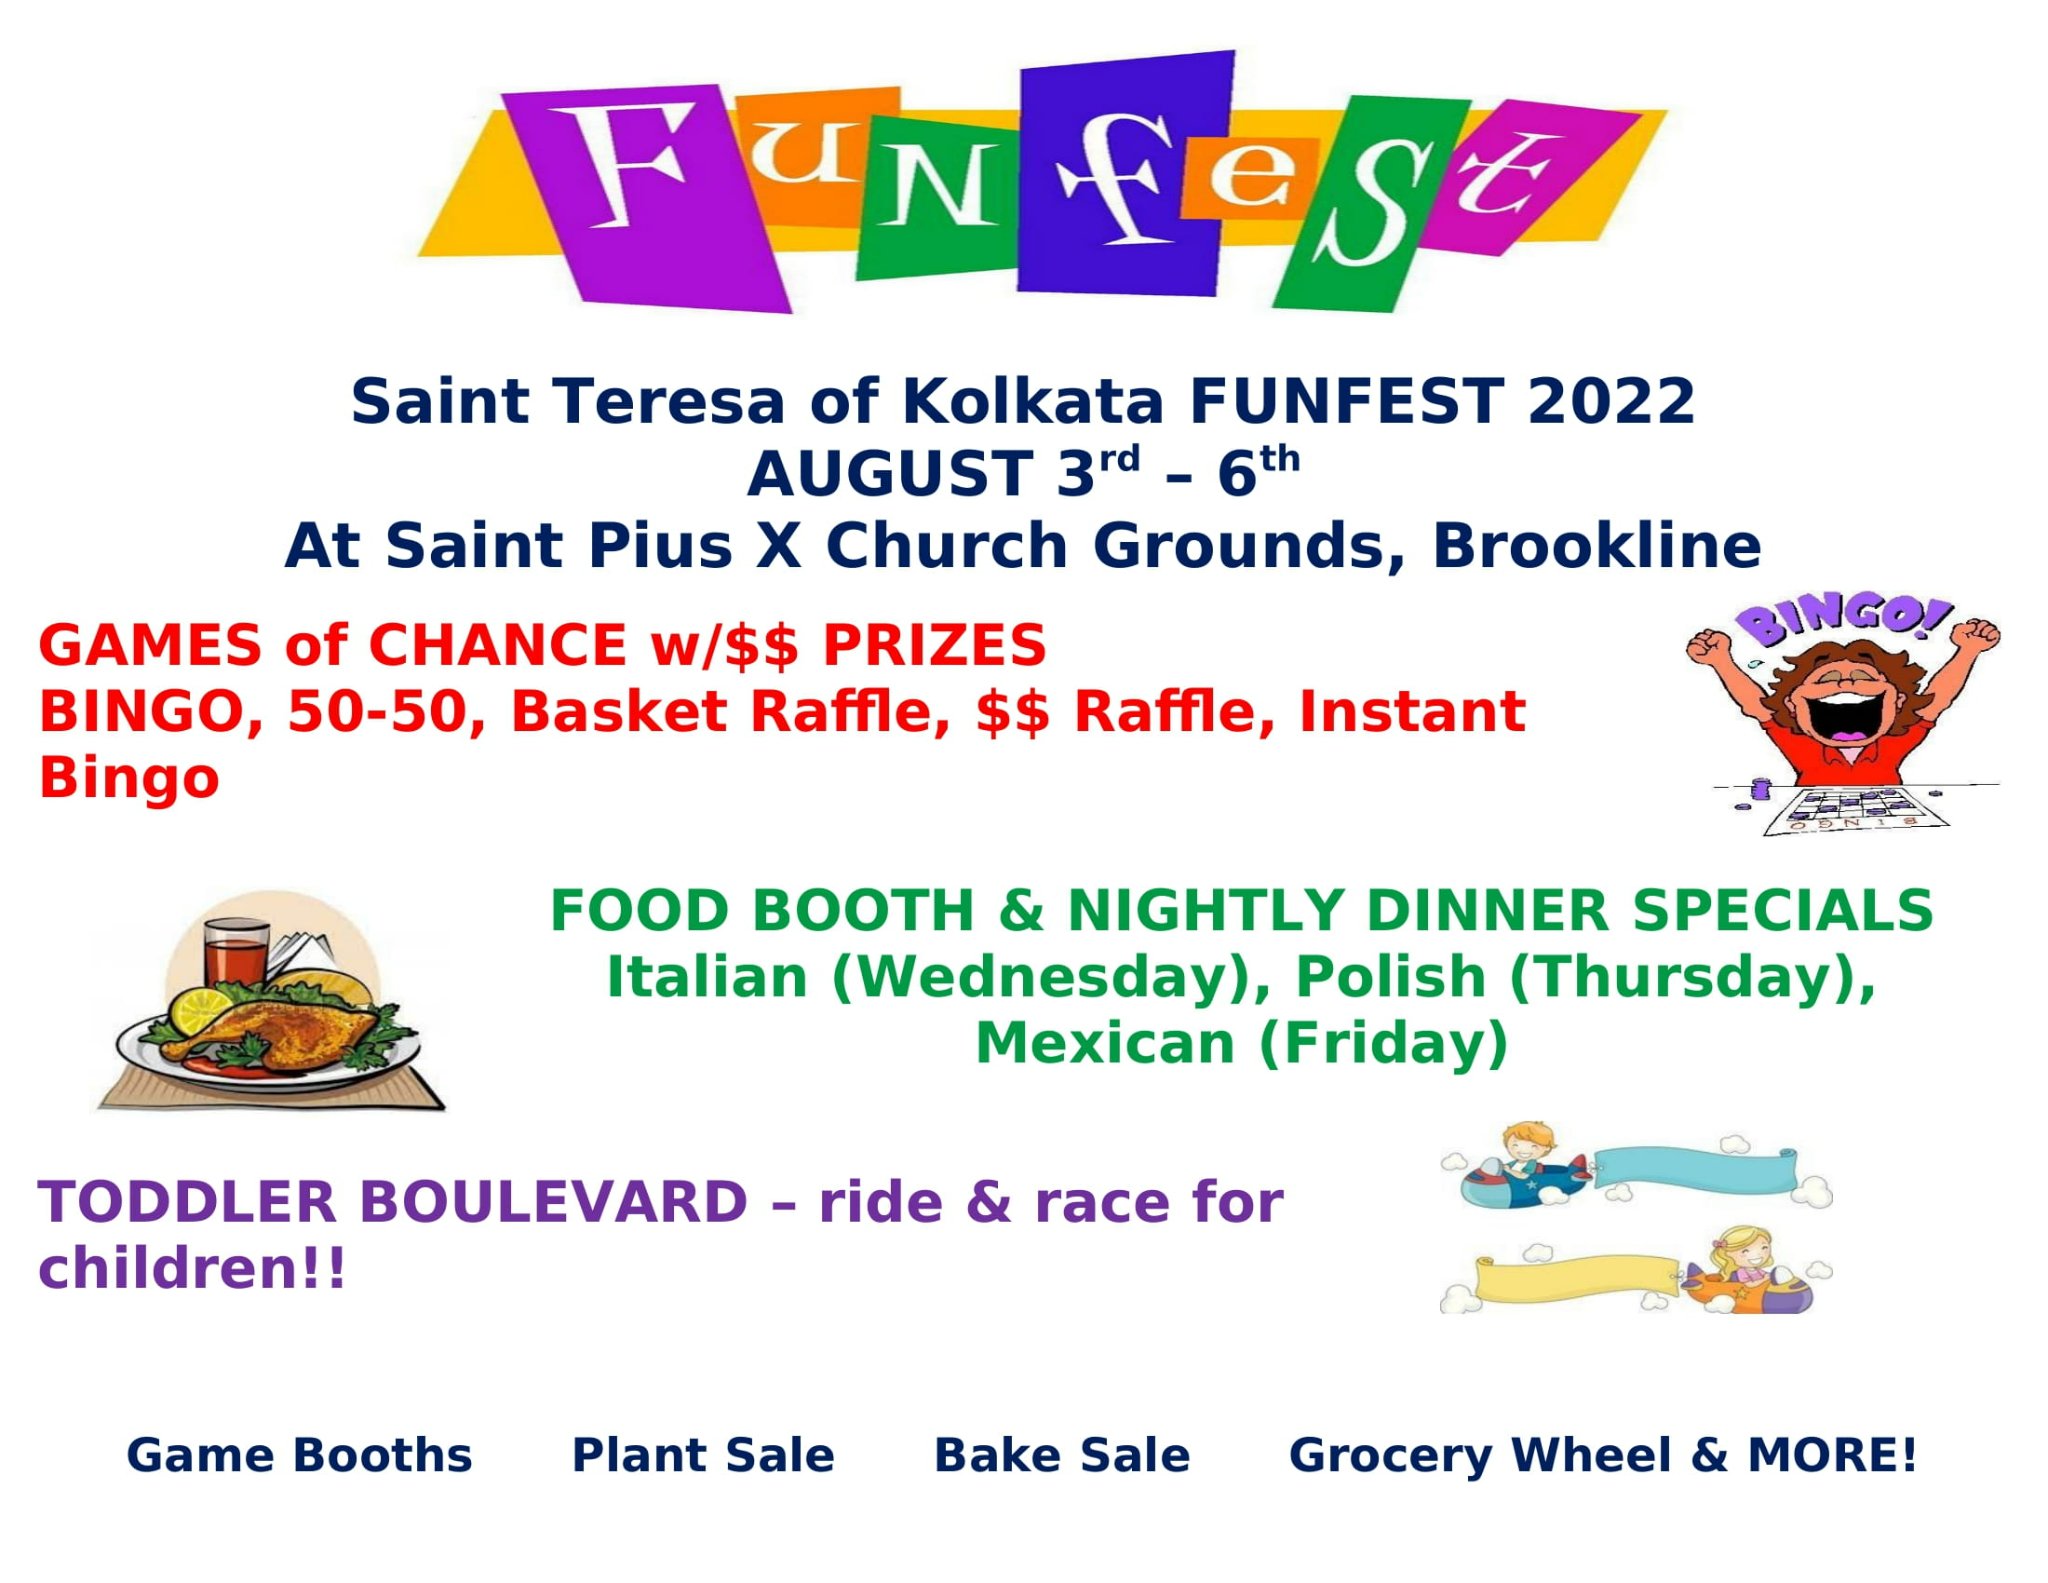 Funfest
Saint Teresa of Kolkata FUNFEST 2022
AUGUST 3rd – 6th
At Saint Pius X Church Grounds, Brookline
BINGO!
GAMES of CHANCE w/$$ PRIZES
BINGO, 50-50, Basket Raffle, $$ Raffle, Instant
Bingo
BINGO
FOOD BOOTH & NIGHTLY DINNER SPECIALS
Italian (Wednesday), Polish (Thursday),
Mexican (Friday)
TODDLER BOULEVARD – ride & race for
children!!
Game Booths Plant Sale Bake Sale Grocery Wheel & MORE!